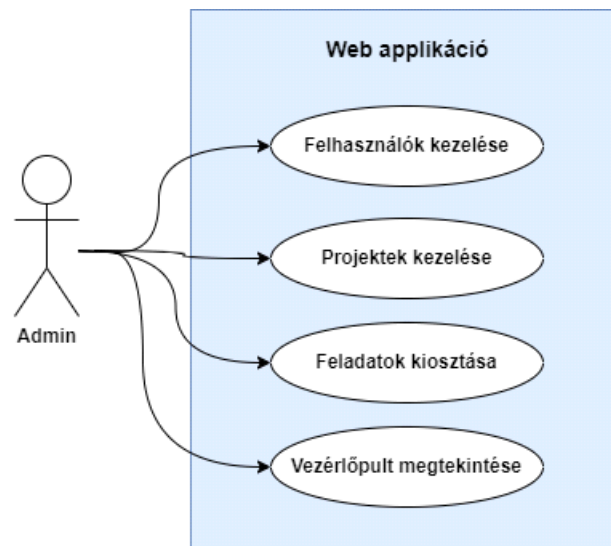 Web applikáció
Felhasználók kezelése
Projektek kezelése
Admin
Feladatok kiosztása
Vezérlőpult megtekintése